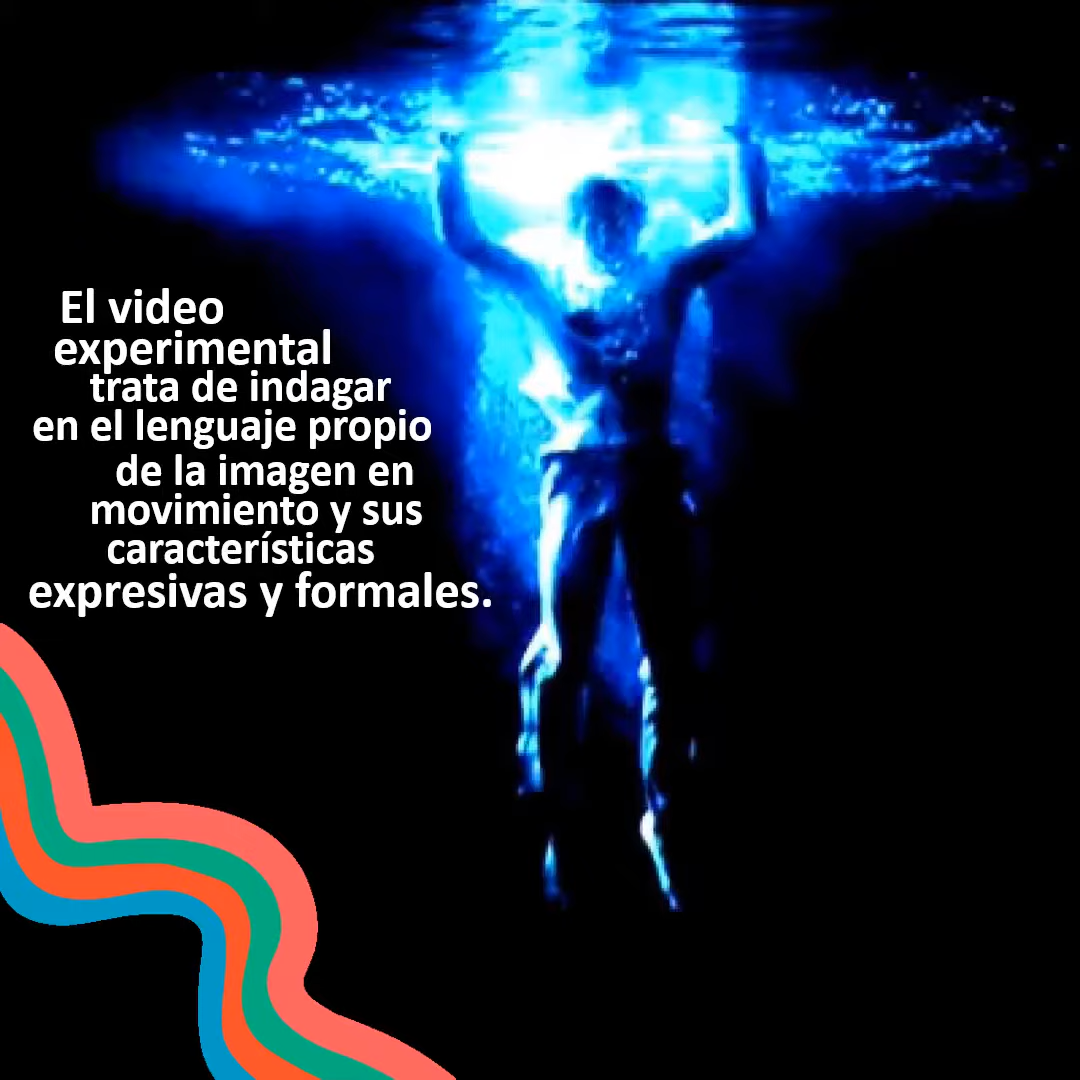 El video
experimental
trata de indagar
en el lenguaje propio
de la imagen en
movimiento y sus
características
expresivas y formales.